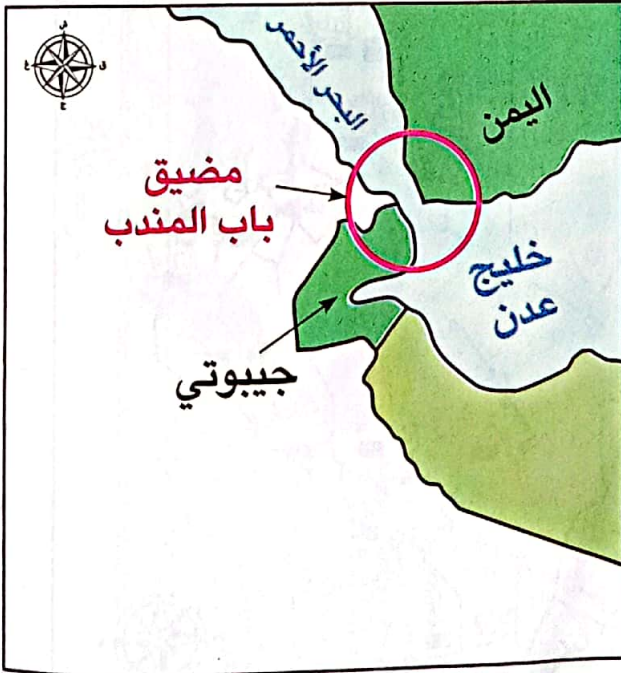 ش
غ
ق
ج
البحر الأحمر
اليمن
مضيق
باب المندب
خليج
عدن
جيبوتي